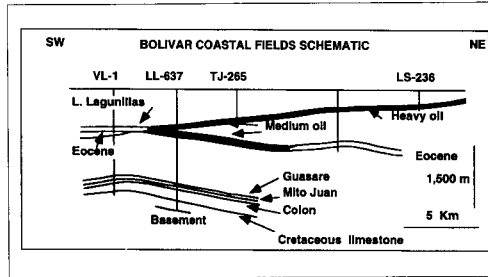 SW BOLIVAR COASTAL FIELDS SCHEMATIC NE
VL-1 LL-637 TJ-265 LS-236
L. Lagunillas
Heavy oil
Medium oil
Eocene
Eocene
Guasare
1,500 m
Mito Juan
Colon
Basement
5 Km
Cretaceous limestone